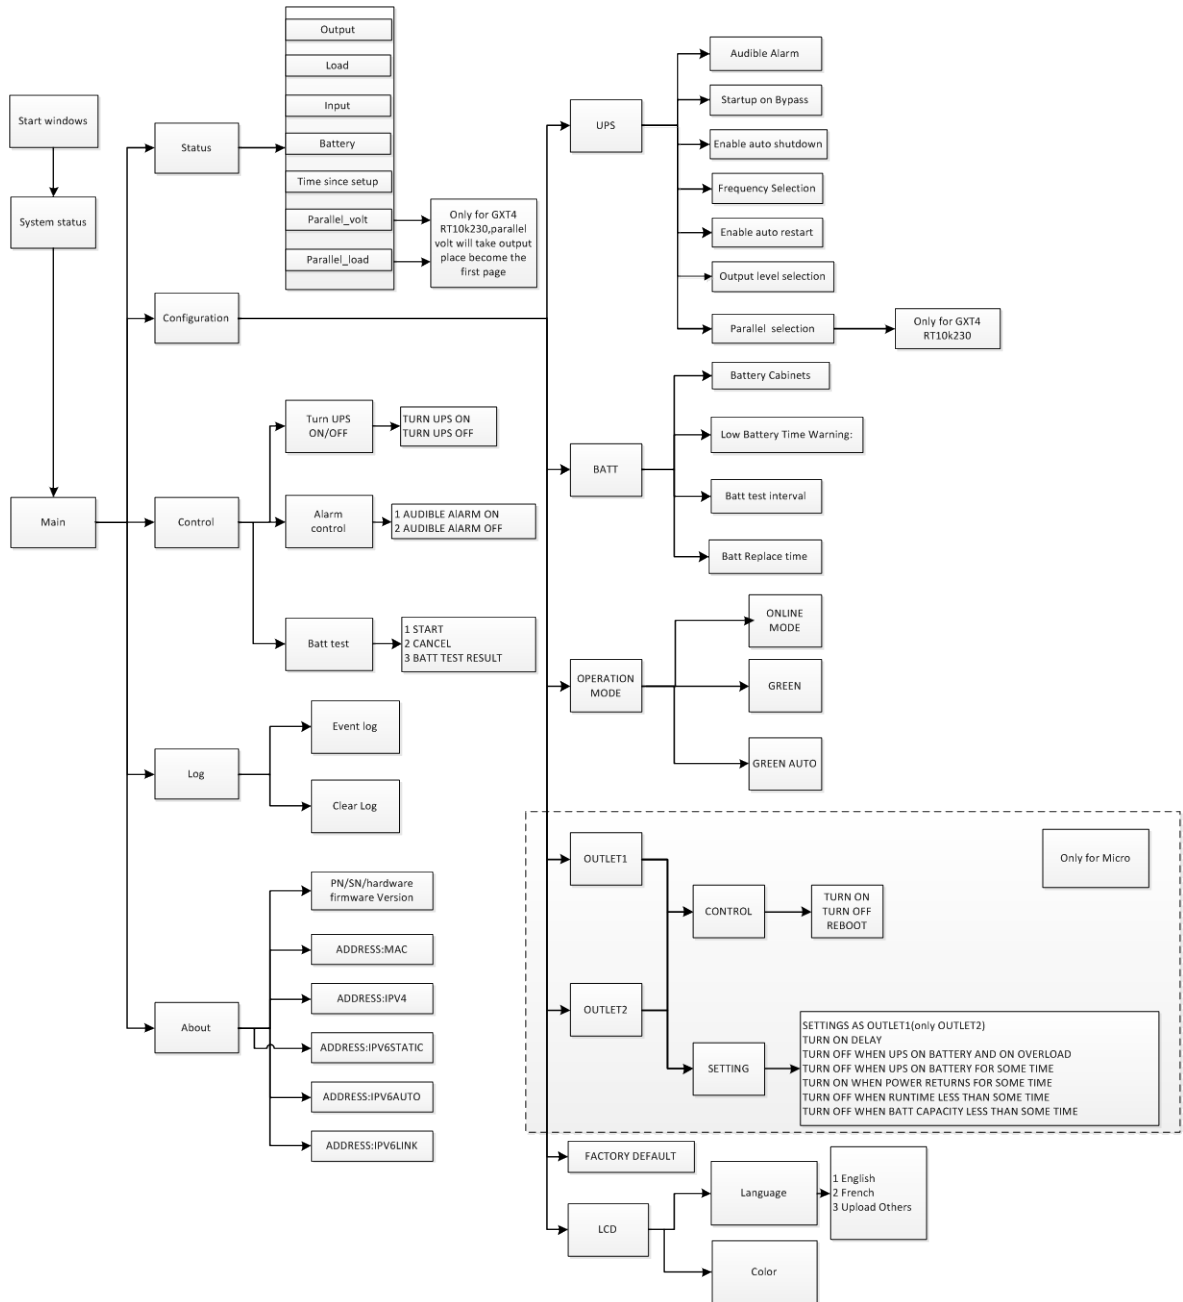 Start windows
System status
Main
Status
Output
Load
Input
Battery
Time since setup
Parallel_volt
Parallel_load
Only for GXT4
RT10k230,parallel
volt will take output
place become the
first page
Configuration
Control
Turn UPS
ON/OFF
TURN UPS ON
TURN UPS OFF
Alarm
control
1 AUDIBLE AlARM ON
2 AUDIBLE AlARM OFF
Batt test
1 START
2 CANCEL
3 BATT TEST RESULT
Log
Event log
Clear Log
About
PN/SN/hardware
firmware Version
ADDRESS:MAC
ADDRESS:IPV4
ADDRESS:IPV6STATIC
ADDRESS:IPV6AUTO
ADDRESS:IPV6LINK
UPS
Audible Alarm
Startup on Bypass
Enable auto shutdown
Frequency Selection
Enable auto restart
Output level selection
Parallel selection
Only for GXT4
RT10k230
BATT
Battery Cabinets
Low Battery Time Warning:
Batt test interval
Batt Replace time
OPERATION
MODE
ONLINE
MODE
GREEN
GREEN AUTO
Only for Micro
OUTLET1
OUTLET2
CONTROL
TURN ON
TURN OFF
REBOOT
SETTING
SETTINGS AS OUTLET1(only OUTLET2)
TURN ON DELAY
TURN OFF WHEN UPS ON BATTERY AND ON OVERLOAD
TURN OFF WHEN UPS ON BATTERY FOR SOME TIME
TURN ON WHEN POWER RETURNS FOR SOME TIME
TURN OFF WHEN RUNTIME LESS THAN SOME TIME
TURN OFF WHEN BATT CAPACITY LESS THAN SOME TIME
FACTORY DEFAULT
LCD
Language
1 English
2 French
3 Upload Others
Color